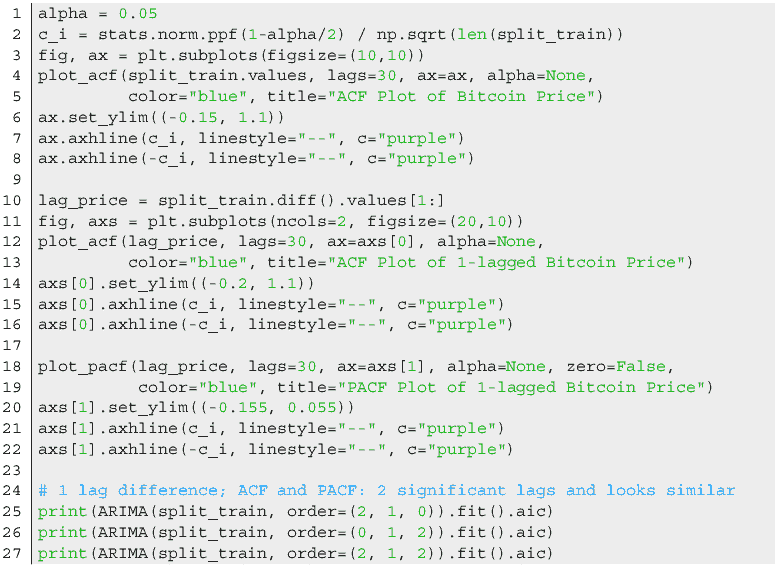 1 alpha = 0.05
2 c_i = stats.norm.ppf(1-alpha/2) / np.sqrt(len(split_train))
3 fig, ax = plt.subplots(figsize=(10,10))
4 plot_acf(split_train.values, lags=30, ax=ax, alpha=None,
5          color="blue", title="ACF Plot of Bitcoin Price")
6 ax.set_ylim((-0.15, 1.1))
7 ax.axhline(c_i, linestyle="--", c="purple")
8 ax.axhline(-c_i, linestyle="--", c="purple")
9
10 lag_price = split_train.diff().values[1:]
11 fig, axs = plt.subplots(ncols=2, figsize=(20,10))
12 plot_acf(lag_price, lags=30, ax=axs[0], alpha=None,
13          color="blue", title="ACF Plot of 1-lagged Bitcoin Price")
14 axs[0].set_ylim((-0.2, 1.1))
15 axs[0].axhline(c_i, linestyle="--", c="purple")
16 axs[0].axhline(-c_i, linestyle="--", c="purple")
17
18 plot_pacf(lag_price, lags=30, ax=axs[1], alpha=None, zero=False,
19           color="blue", title="PACF Plot of 1-lagged Bitcoin Price")
20 axs[1].set_ylim((-0.155, 0.055))
21 axs[1].axhline(c_i, linestyle="--", c="purple")
22 axs[1].axhline(-c_i, linestyle="--", c="purple")
23
24 # 1 lag difference; ACF and PACF: 2 significant lags and looks similar
25 print(ARIMA(split_train, order=(2, 1, 0)).fit().aic)
26 print(ARIMA(split_train, order=(0, 1, 2)).fit().aic)
27 print(ARIMA(split_train, order=(2, 1, 2)).fit().aic)